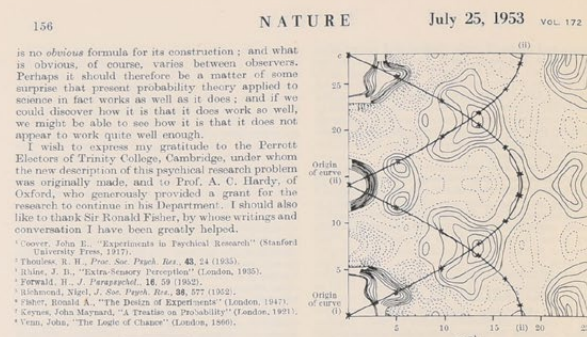 156
NATURE
July 25, 1953 VOL. 172
is no obvious formula for its construction ; and what
is obvious, of course, varies between observers.
Perhaps it should therefore be a matter of some
surprise that present probability theory applied to
science in fact works as well as it does ; and if we
could discover how it is that it does work so well,
we might be able to see how it is that it does not
appear to work quite well enough.
I wish to express my gratitude to the Perrott
Electors of Trinity College, Cambridge, under whom
the new description of this psychical research problem
was originally made, and to Prof. A. C. Hardy, of
Oxford, who generously provided a grant for the
research to continue in his Department. I should also
like to thank Sir Ronald Fisher, by whose writings and
conversation I have been greatly helped.
¹ Coover, John E., "Experiments in Psychical Research" (Stanford
University Press, 1917).
² Thouless, R. H., Proc. Soc. Psych. Res., 43, 24 (1935).
³ Rhine, J. B., "Extra-Sensory Perception" (London, 1935).
⁴ Forwald, H., J. Parapsychol., 16, 59 (1952).
⁵ Richmond, Nigel, J. Soc. Psych. Res., 36, 577 (1952).
⁶ Fisher, Ronald A., "The Design of Experiments" (London, 1947).
⁷ Keynes, John Maynard, "A Treatise on Probability" (London, 1921).
⁸ Venn, John, "The Logic of Chance" (London, 1866).
(ii)
c
25
20
Origin
of curve
(ii)
10
5
Origin
of curve
(i)
5
10
15
(ii)
20